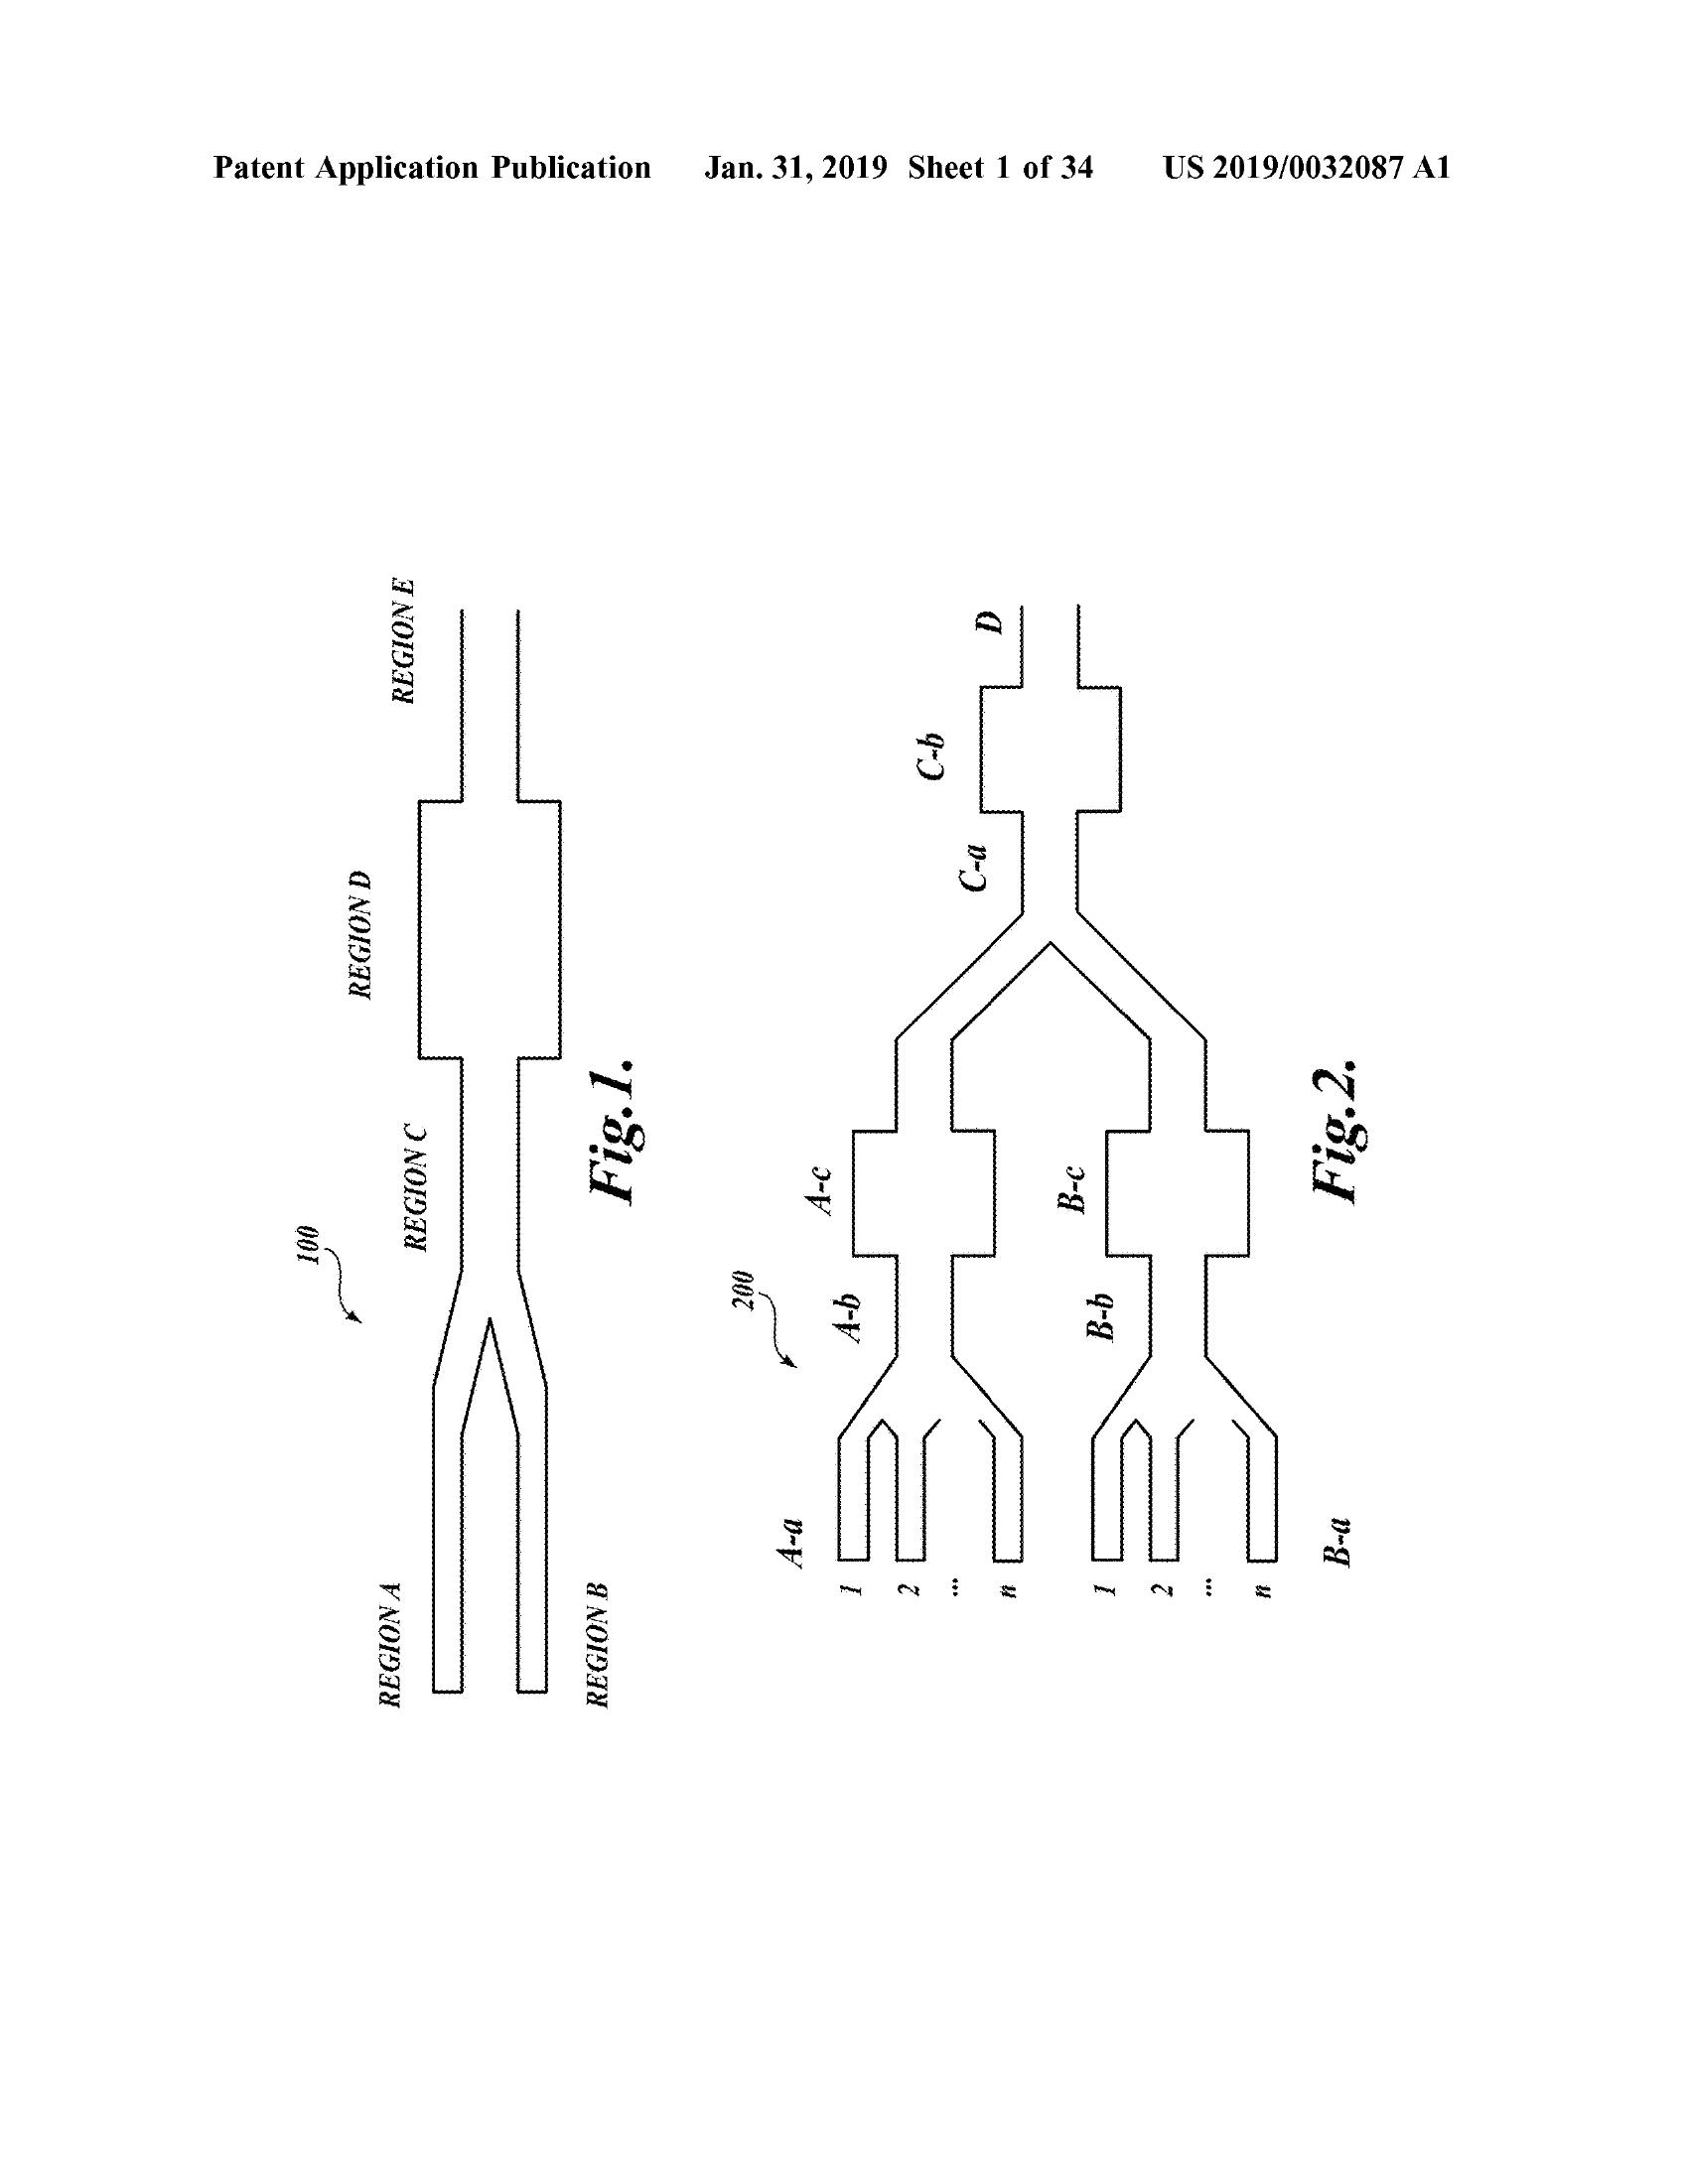 Patent Application Publication Jan. 31, 2019 Sheet 1 of 34 US 2019/0032087 A1
100
REGION A
REGION B
REGION C
REGION D
REGION E
Fig.1.
200
A-a
1
2
...
n
A-b
A-c
B-a
1
2
...
n
B-b
B-c
C-a
C-b
D
Fig.2.